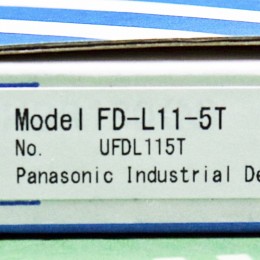 Model FD-L11-5T
No. UFDL115T
Panasonic Industrial De